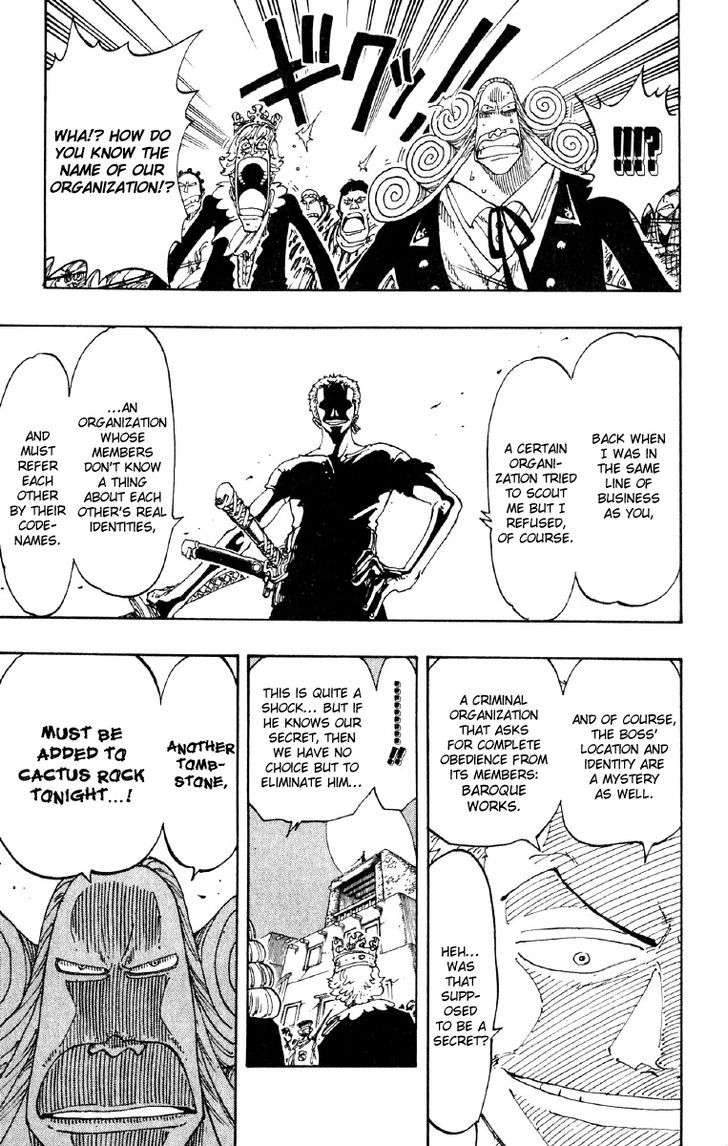 !!!!?
ギクッ!!
WHA!? HOW DO
YOU KNOW THE
NAME OF OUR
ORGANIZATION!?
BACK WHEN
I WAS IN
THE SAME
LINE OF
BUSINESS
AS YOU,
A CERTAIN
ORGANI-
ZATION TRIED
TO SCOUT
ME BUT I
REFUSED,
OF COURSE.
...AN
ORGANIZATION
WHOSE
MEMBERS
DON'T KNOW
A THING
ABOUT EACH
OTHER'S REAL
IDENTITIES,
AND
MUST
REFER
EACH
OTHER
BY THEIR
CODE-
NAMES.
AND OF COURSE,
THE BOSS'
LOCATION AND
IDENTITY ARE
A MYSTERY
AS WELL.
A CRIMINAL
ORGANIZATION
THAT ASKS
FOR COMPLETE
OBEDIENCE FROM
ITS MEMBERS:
BAROQUE
WORKS.
HEH...
WAS
THAT
SUPP-
OSED
TO BE A
SECRET?
.........!!
THIS IS QUITE A
SHOCK... BUT IF
HE KNOWS OUR
SECRET, THEN
WE HAVE NO
CHOICE BUT TO
ELIMINATE HIM...
ANOTHER
TOMB-
STONE,
MUST BE
ADDED TO
CACTUS ROCK
TONIGHT...!